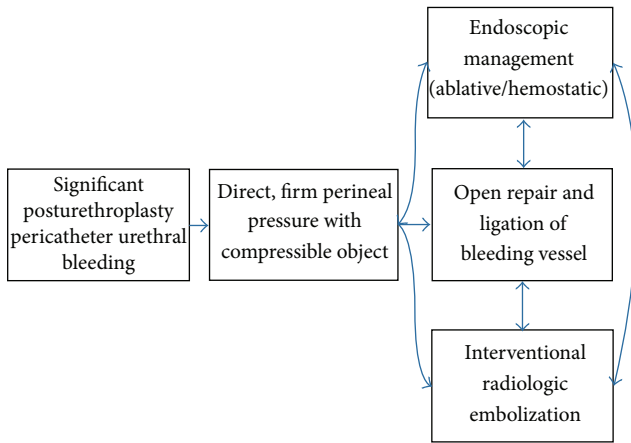 Significant
posturethroplasty
pericatheter urethral
bleeding
Direct, firm perineal
pressure with
compressible object
Endoscopic
management
(ablative/hemostatic)
Open repair and
ligation of
bleeding vessel
Interventional
radiologic
embolization